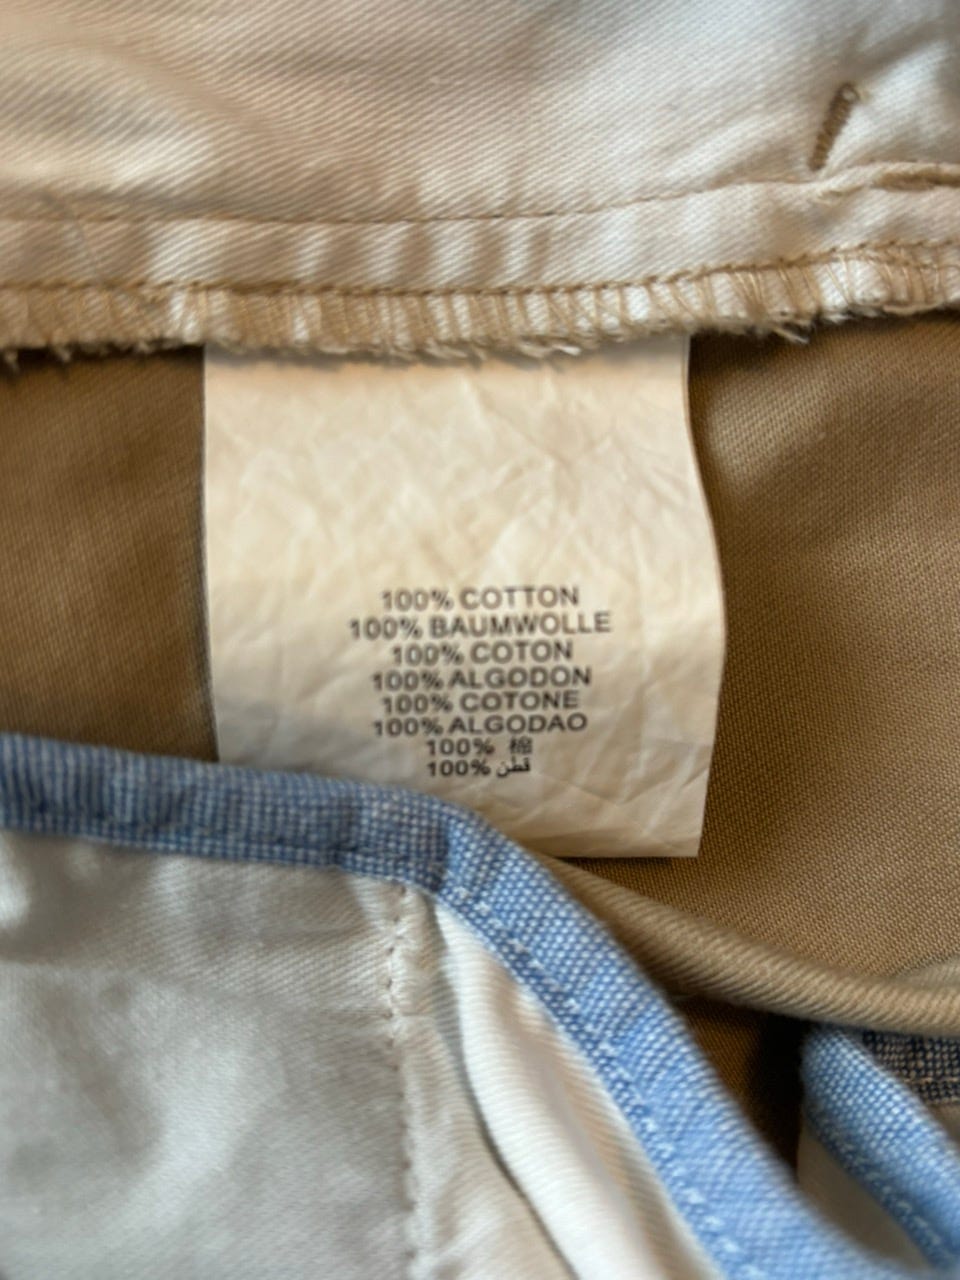 100% COTTON
100% BAUMWOLLE
100% COTON
100% ALGODON
100% COTONE
100% ALGODAO
100% 棉
100% قطن